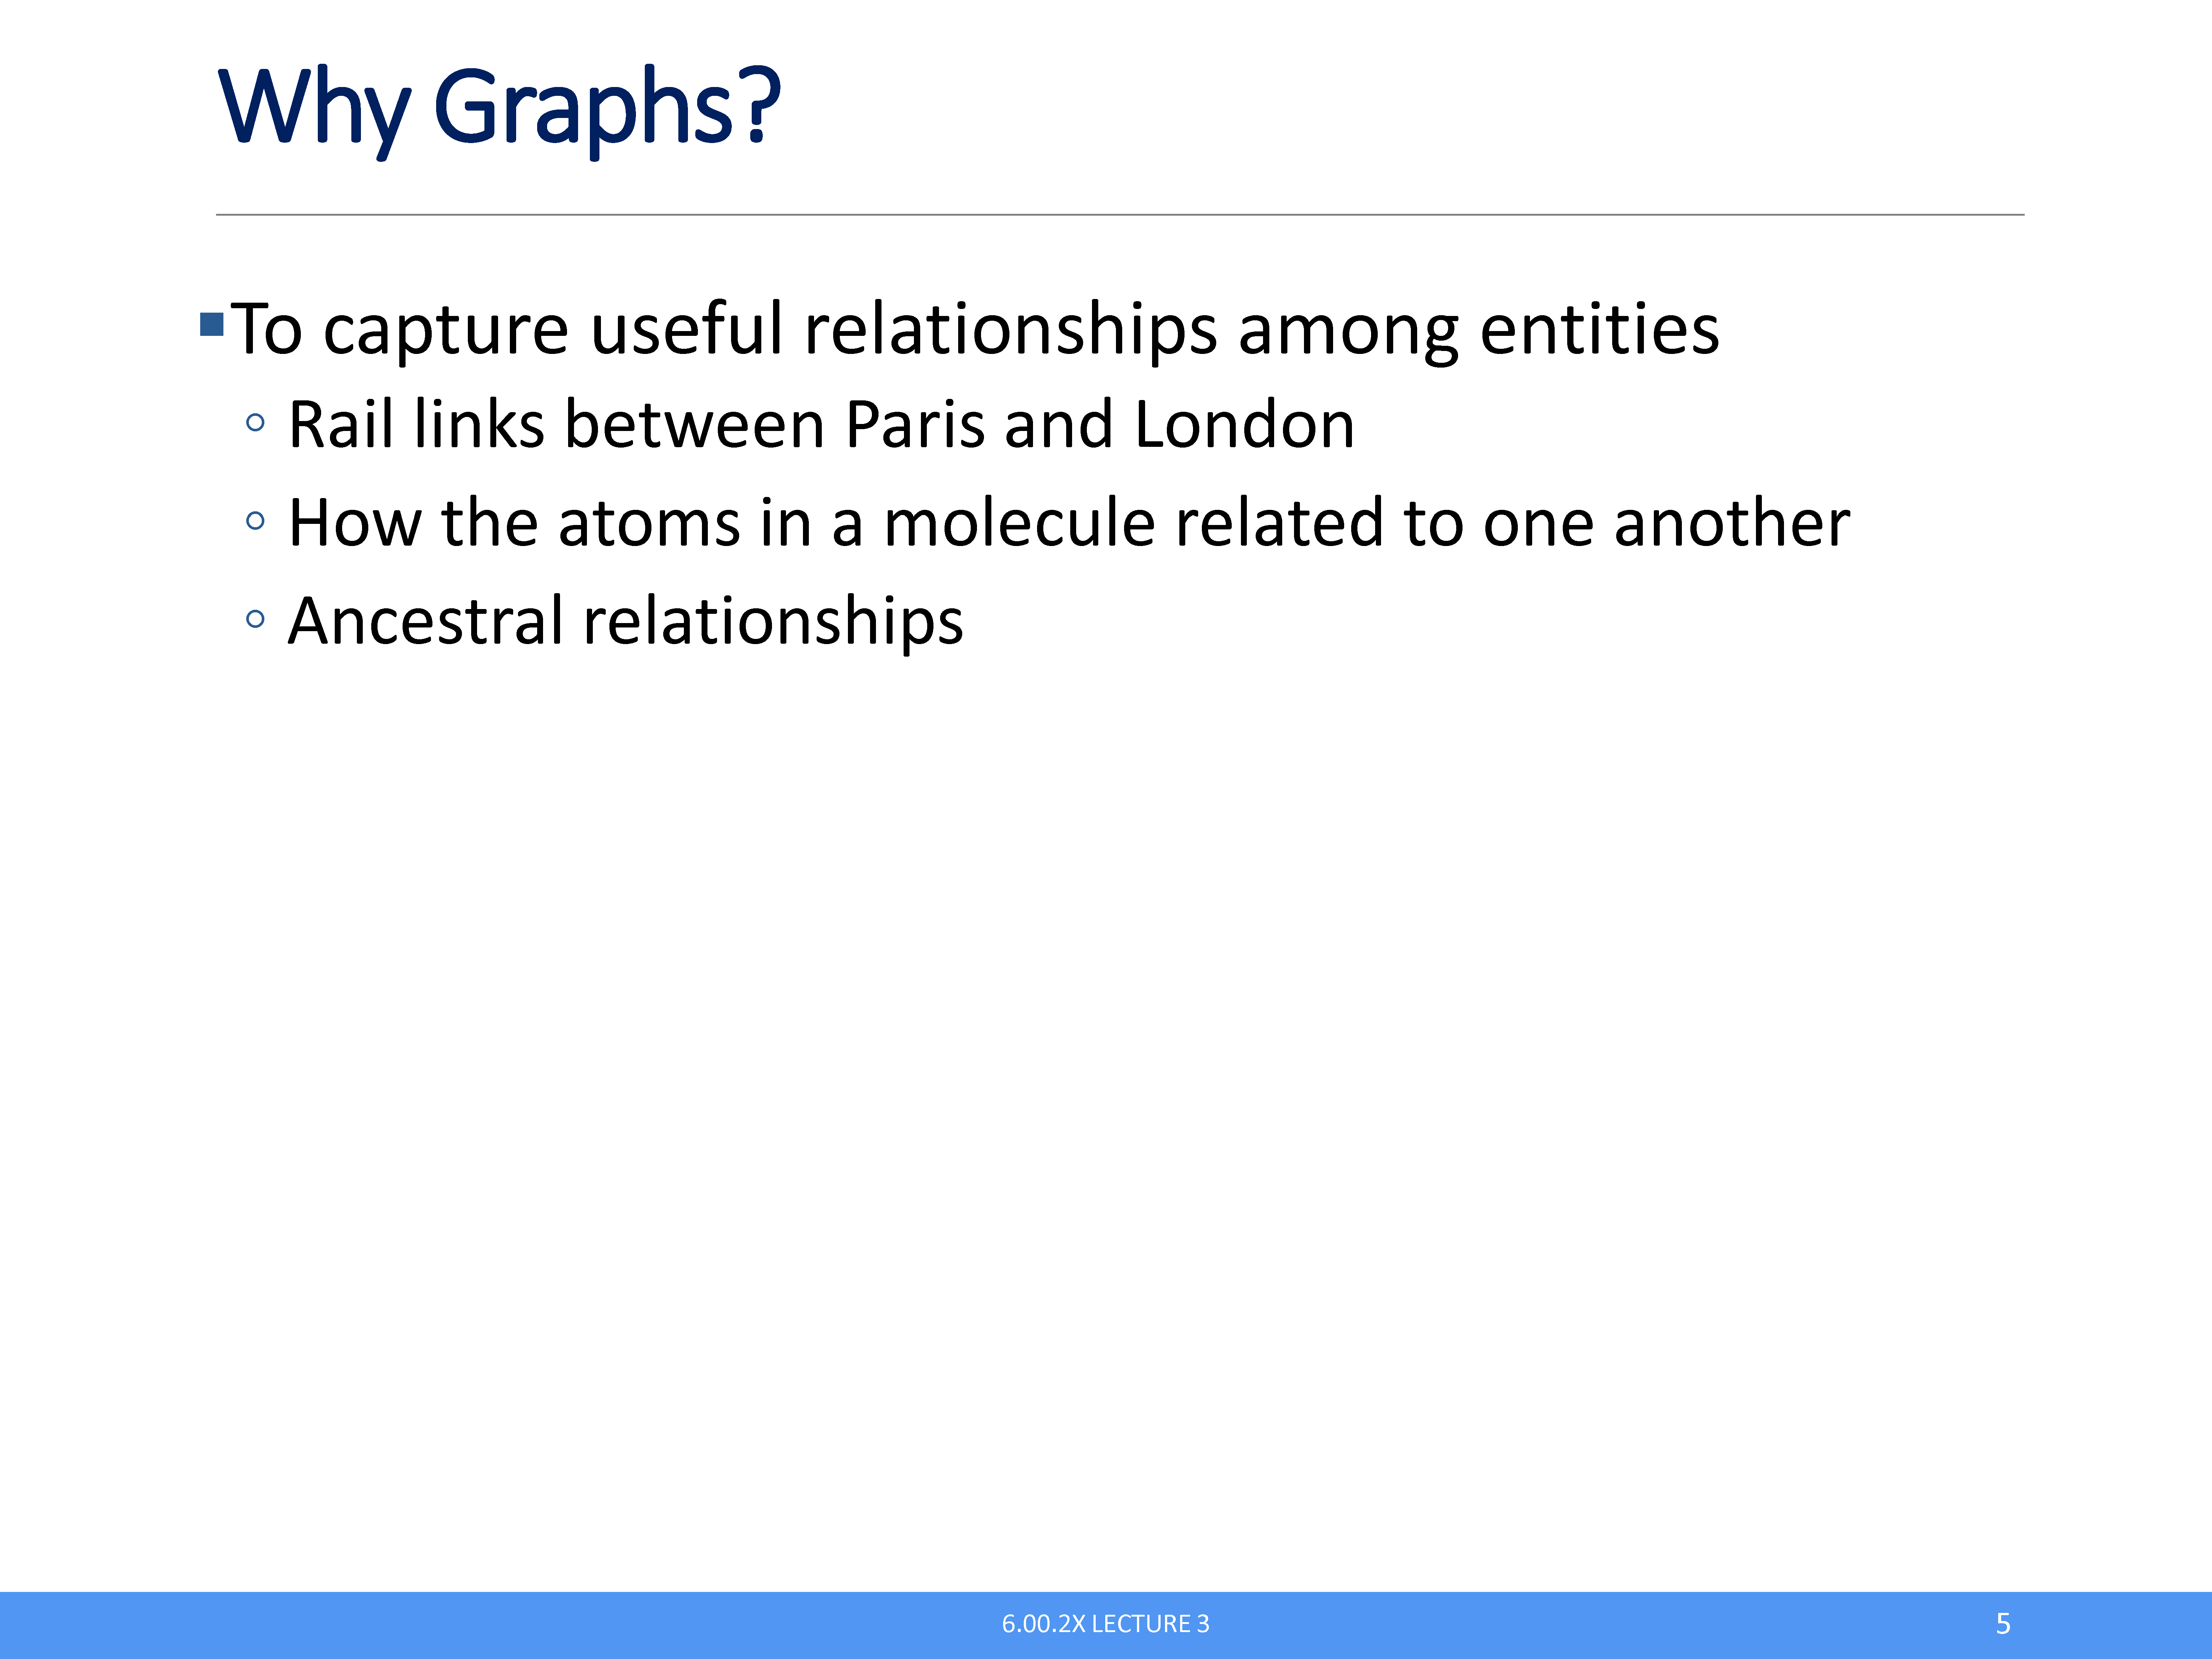 Why Graphs?
▪To capture useful relationships among entities
◦ Rail links between Paris and London
◦ How the atoms in a molecule related to one another
◦ Ancestral relationships
6.00.2X LECTURE 3
5